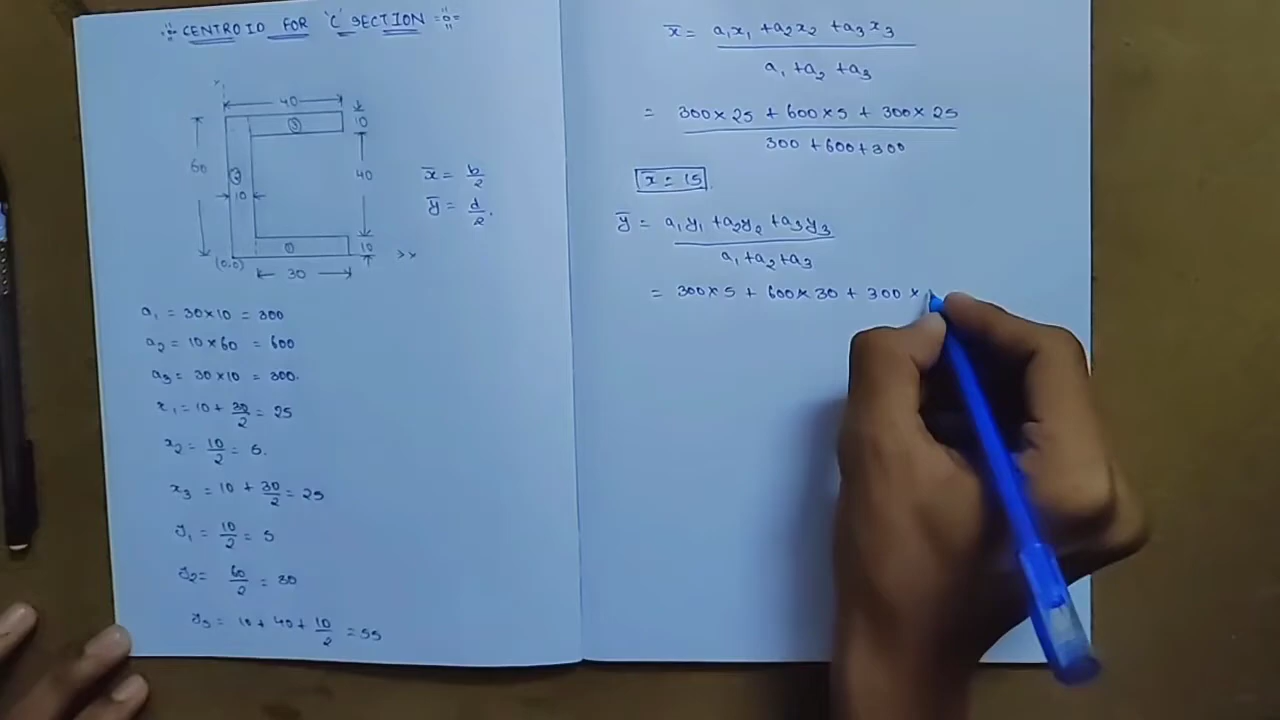 CENTROID FOR 'C' SECTION
Y
40
③
10
60
②
40
10
①
10
(0,0)
30
> x
x̄ = b/2
ȳ = d/2.
a₁ = 30×10 = 300
a₂ = 10×60 = 600
a₃ = 30×10 = 300.
x₁ = 10 + 30/2 = 25
x₂ = 10/2 = 5.
x₃ = 10 + 30/2 = 25
y₁ = 10/2 = 5
y₂ = 60/2 = 30
y₃ = 10 + 40 + 10/2 = 55
x̄ = a₁x₁ + a₂x₂ + a₃x₃
a₁ + a₂ + a₃
= 300×25 + 600×5 + 300×25
300 + 600 + 300
x̄ = 15.
ȳ = a₁y₁ + a₂y₂ + a₃y₃
a₁ + a₂ + a₃
= 300×5 + 600×30 + 300×